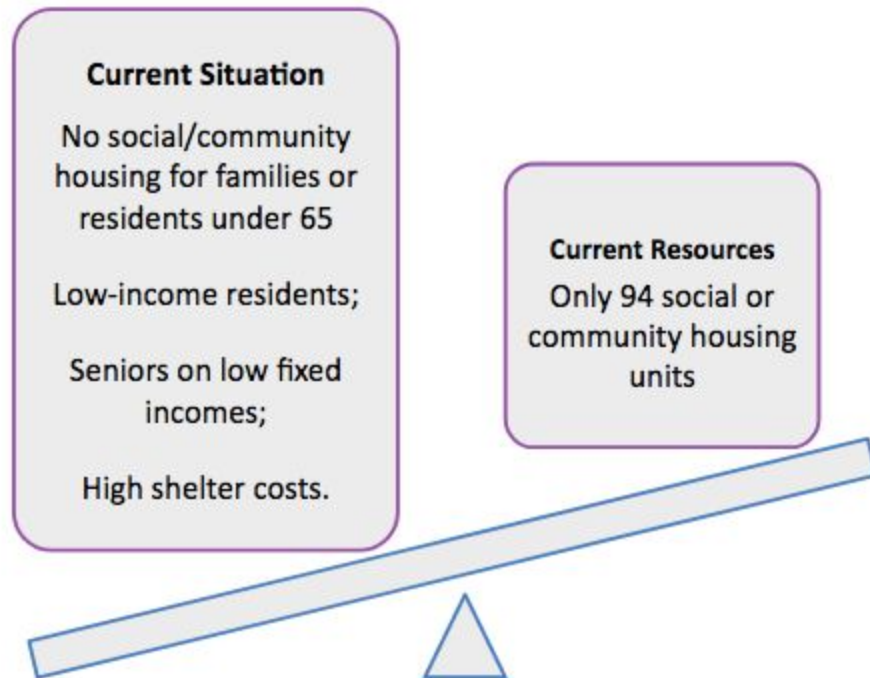 Current Situation
No social/community
housing for families or
residents under 65
Low-income residents;
Seniors on low fixed
incomes;
High shelter costs.
Current Resources
Only 94 social or
community housing
units